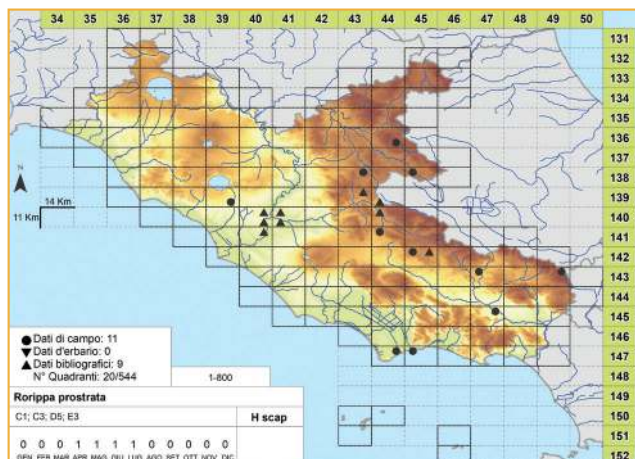 34 35 36 37 38 39 40 41 42 43 44 45 46 47 48 49 50
131
132
133
134
135
136
137
138
139
140
141
142
143
144
145
146
147
148
149
150
151
152
N
14 Km
11 Km
Dati di campo: 11
Dati d'erbario: 0
Dati bibliografici: 9
N° Quadranti: 20/544
1-800
Rorippa prostrata
C1; C3; D5; E3
H scap
0 0 0 1 1 1 1 0 0 0 0 0
GEN FEB MAR APR MAG GIU LUG AGO SET OTT NOV DIC